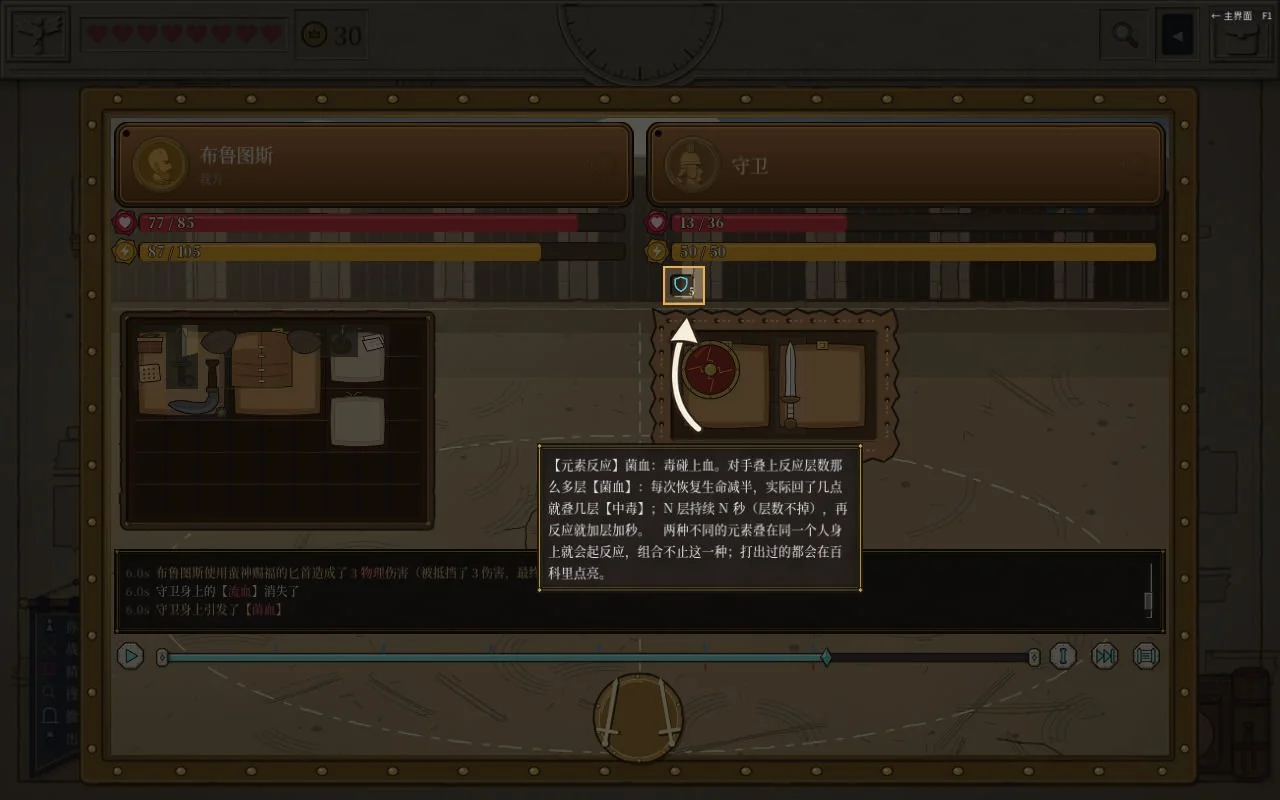 ← 主界面 F1
30
布鲁图斯
我方
守卫
77 / 85
13 / 36
87 / 105
50 / 50
5
【元素反应】菌血：毒碰上血。对手叠上反应层数那
么多层【菌血】：每次恢复生命减半，实际回了几点
就叠几层【中毒】；N 层持续 N 秒（层数不掉），再
反应就加层加秒。 两种不同的元素叠在同一个人身
上就会起反应，组合不止这一种；打出过的都会在百
科里点亮。
6.0s 布鲁图斯使用蛮神赐福的匕首造成了 3 物理伤害（被抵挡了 3 伤害，最终
6.0s 守卫身上的【流血】消失了
6.0s 守卫身上引发了【菌血】